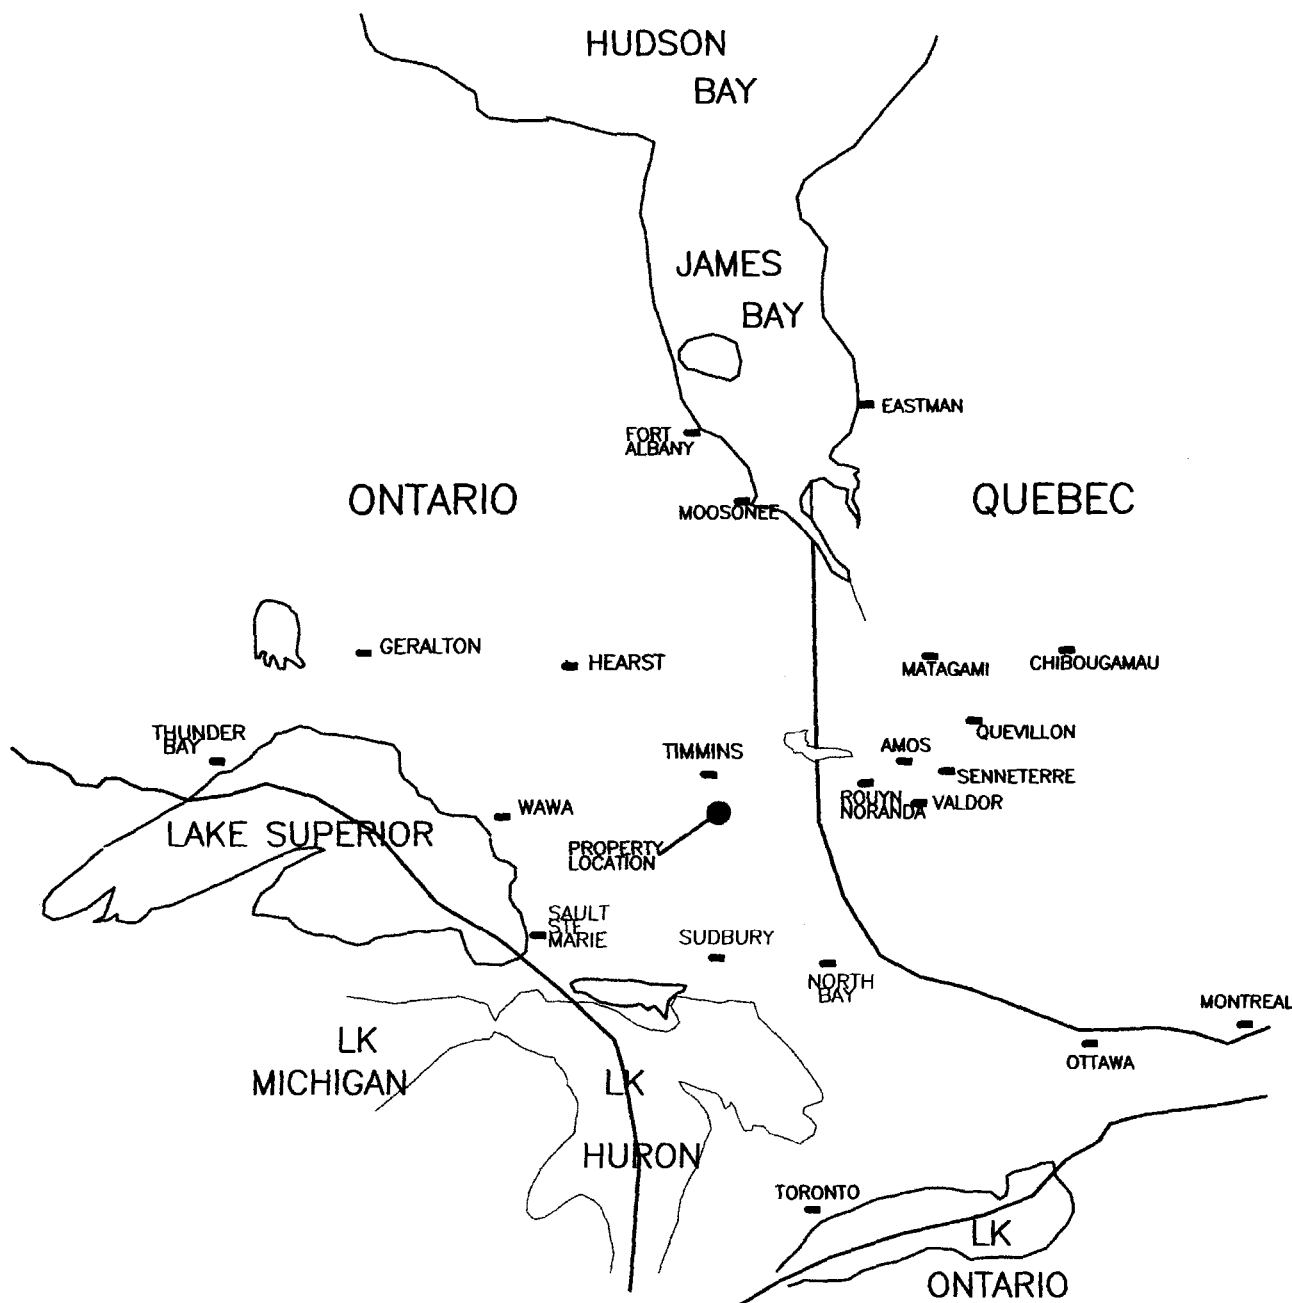 HUDSON
BAY
JAMES
BAY
EASTMAN
FORT
ALBANY
ONTARIO
QUEBEC
MOOSONEE
GERALTON
HEARST
MATAGAMI
CHIBOUGAMAU
THUNDER
BAY
TIMMINS
AMOS
QUEVILLON
SENNETERRE
ROUYN
NORANDA
VALDOR
WAWA
LAKE SUPERIOR
PROPERTY
LOCATION
SAULT
STE
MARIE
SUDBURY
NORTH
BAY
MONTREAL
OTTAWA
LK
MICHIGAN
LK
HURON
TORONTO
LK
ONTARIO